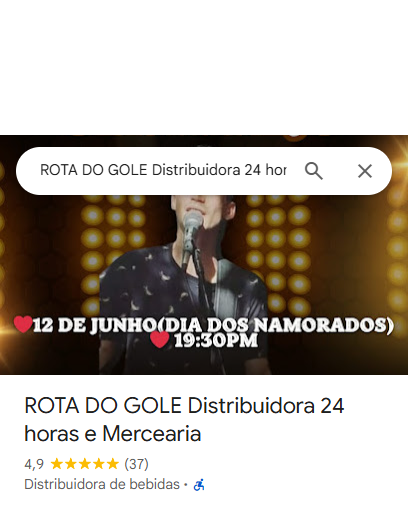 ROTA DO GOLE Distribuidora 24 hor
❤12 DE JUNHO(DIA DOS NAMORADOS)
❤ 19:30PM
ROTA DO GOLE Distribuidora 24
horas e Mercearia
4,9 ★★★★★ (37)
Distribuidora de bebidas ·